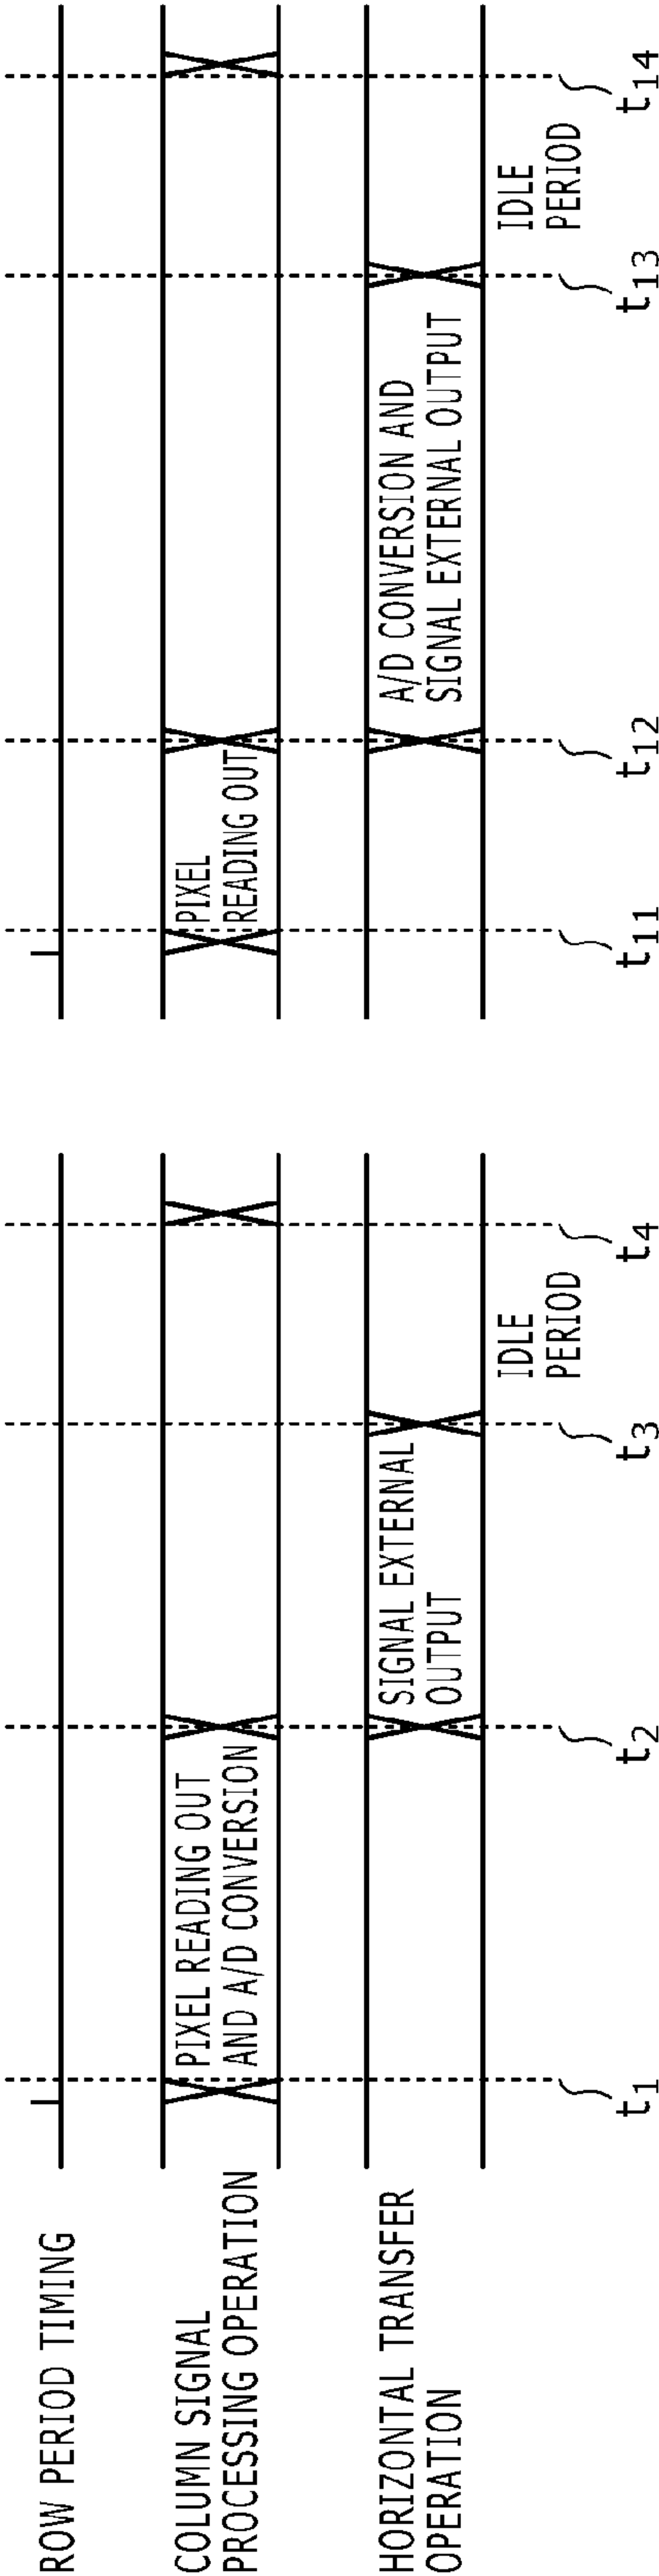 ROW PERIOD TIMING
COLUMN SIGNAL
PROCESSING OPERATION
HORIZONTAL TRANSFER
OPERATION
PIXEL READING OUT
AND A/D CONVERSION
SIGNAL EXTERNAL
OUTPUT
IDLE
PERIOD
t1
t2
t3
t4
PIXEL
READING OUT
A/D CONVERSION AND
SIGNAL EXTERNAL OUTPUT
IDLE
PERIOD
t11
t12
t13
t14